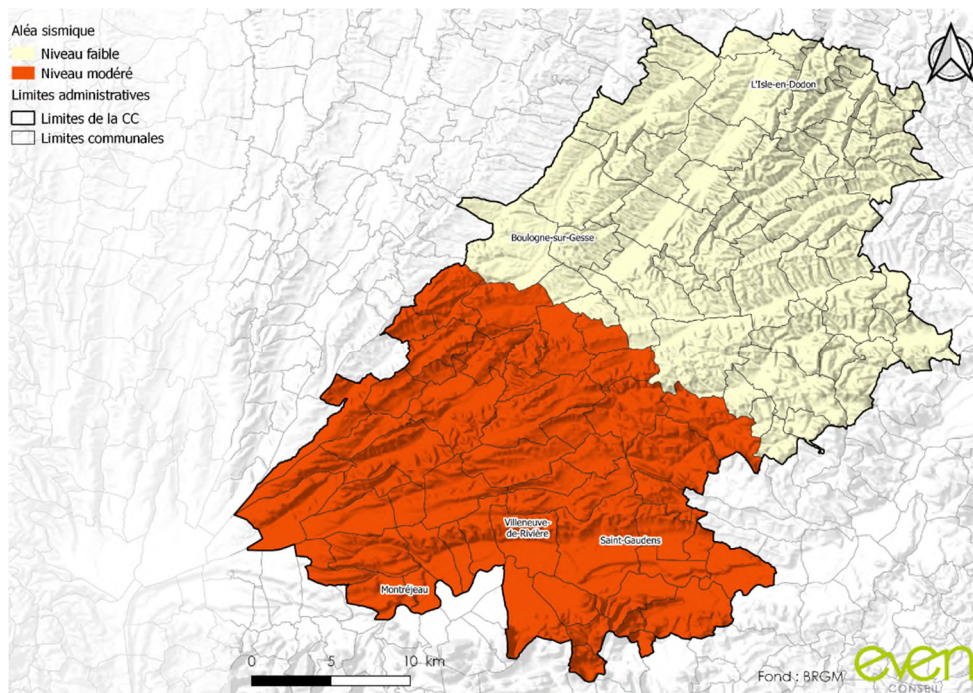 Aléa sismique
Niveau faible
Niveau modéré
Limites administratives
Limites de la CC
Limites communales
L'Isle-en-Dodon
Boulogne-sur-Gesse
Villeneuve-
de-Rivière
Saint-Gaudens
Montréjeau
0 5 10 km
Fond : BRGM
even
CONSEIL